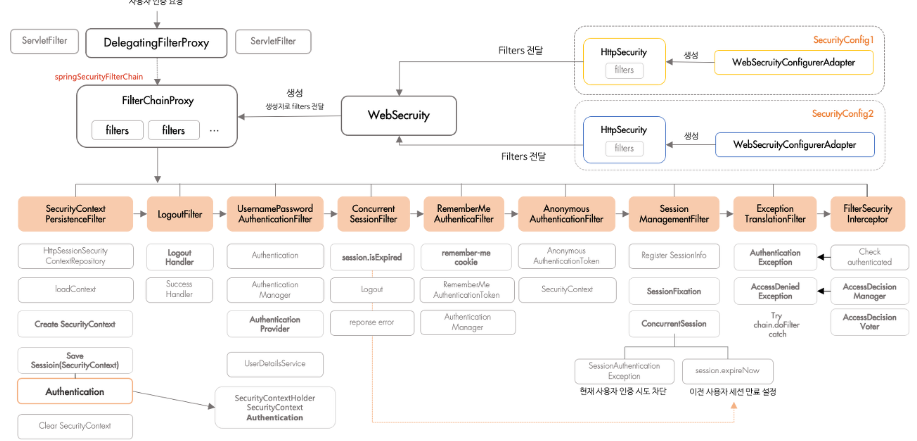 사용자 인증 요청
ServletFilter
DelegatingFilterProxy
ServletFilter
springSecurityFilterChain
FilterChainProxy
filters
filters
...
생성
생성자로 filters 전달
WebSecruity
Filters 전달
Filters 전달
SecurityConfig1
HttpSecurity
filters
생성
WebSecruityConfigurerAdapter
SecurityConfig2
HttpSecurity
filters
생성
WebSecruityConfigurerAdapter
SecurityContext
PersistenceFilter
LogoutFilter
UsernamePassword
AuthenticationFilter
Concurrent
SessionFilter
RememberMe
AuthenticaFilter
Anonymous
AuthenticationFilter
Session
ManagementFilter
Exception
TranslationFilter
FilterSecurity
Interceptor
HttpSessionSecurity
ContextRepository
loadContext
Create SecurityContext
Save
Sessioin(SecurityContext)
Authentication
Clear SecurityContext
Logout
Handler
Success
Handler
Authentication
Authentication
Manager
Authentication
Provider
UserDetailsService
SecurityContextHolder
SecurityContext
Authentication
session.isExpired
Logout
reponse error
remember-me
cookie
RemembesMe
AuthenticationToken
Authentication
Manager
Anonymous
AuthenticationToken
SecurityContext
Register SessionInfo
SessionFixation
ConcurrentSession
SessionAuthentication
Exception
현재 사용자 인증 시도 차단
session.expireNow
이전 사용자 세션 만료 설정
Authentication
Exception
AccessDenied
Exception
Try
chain.doFilter
catch
Check
authenticated
AccessDecision
Manager
AccessDecision
Voter